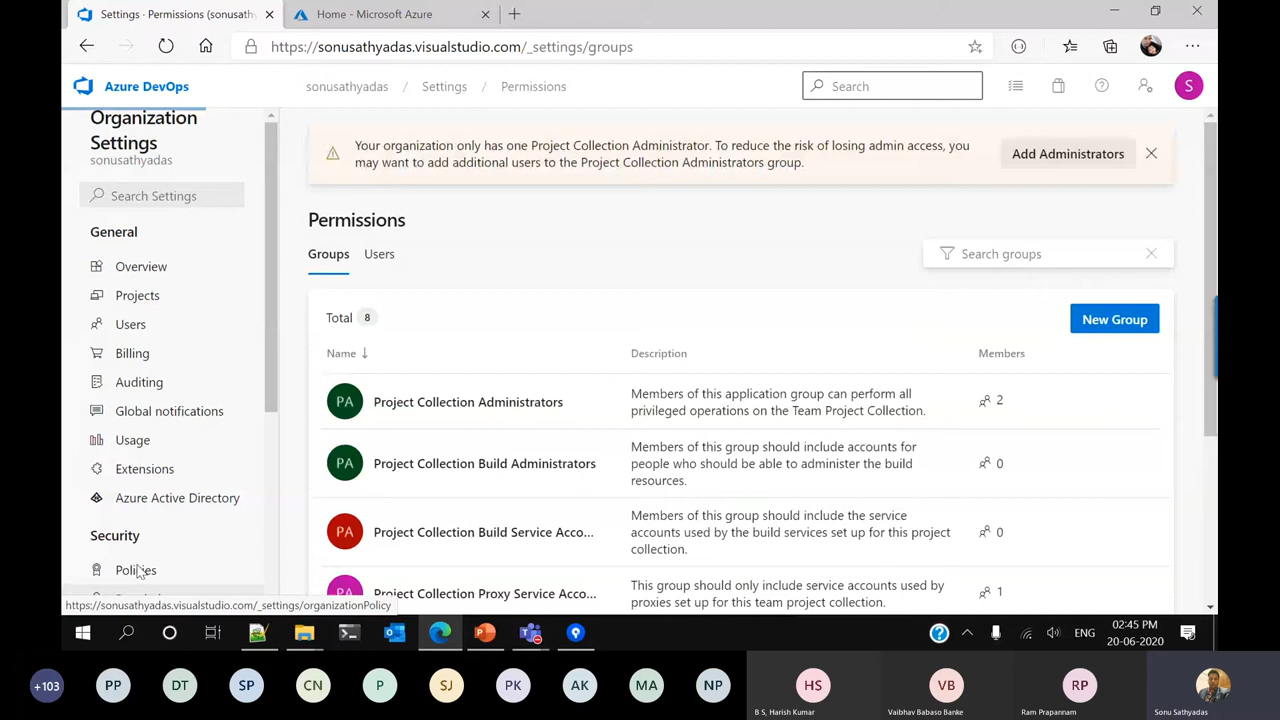 Settings · Permissions (sonusathy
Home - Microsoft Azure
https://sonusathyadas.visualstudio.com/_settings/groups
Azure DevOps
sonusathyadas / Settings / Permissions
Search
S
Organization
Settings
sonusathyadas
Search Settings
General
Overview
Projects
Users
Billing
Auditing
Global notifications
Usage
Extensions
Azure Active Directory
Security
Policies
https://sonusathyadas.visualstudio.com/_settings/organizationPolicy
Your organization only has one Project Collection Administrator. To reduce the risk of losing admin access, you
may want to add additional users to the Project Collection Administrators group.
Add Administrators
Permissions
Groups
Users
Search groups
Total 8
New Group
Name
Description
Members
PA
Project Collection Administrators
Members of this application group can perform all
privileged operations on the Team Project Collection.
2
PA
Project Collection Build Administrators
Members of this group should include accounts for
people who should be able to administer the build
resources.
0
PA
Project Collection Build Service Acco...
Members of this group should include the service
accounts used by the build services set up for this project
collection.
0
PA
Project Collection Proxy Service Acco...
This group should only include service accounts used by
proxies set up for this team project collection.
1
ENG
02:45 PM
20-06-2020
+103
PP
DT
SP
CN
P
SJ
PK
AK
MA
NP
HS
B S, Harish Kumar
VB
Vaibhav Babaso Banke
RP
Ram Prapannam
Sonu Sathyadas